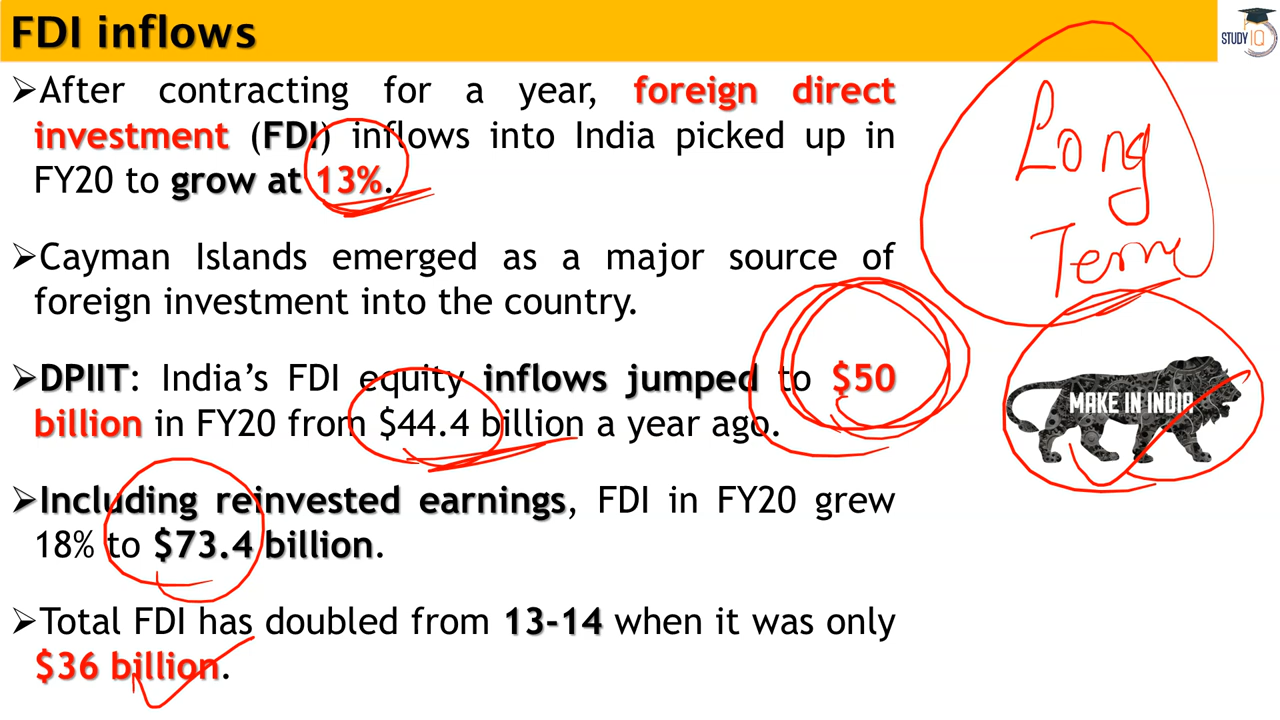 FDI inflows
STUDY IQ
➢After contracting for a year, foreign direct
investment (FDI) inflows into India picked up in
FY20 to grow at 13%.
➢Cayman Islands emerged as a major source of
foreign investment into the country.
➢DPIIT: India’s FDI equity inflows jumped to $50
billion in FY20 from $44.4 billion a year ago.
➢Including reinvested earnings, FDI in FY20 grew
18% to $73.4 billion.
➢Total FDI has doubled from 13-14 when it was only
$36 billion.
Long
Term
MAKE IN INDIA